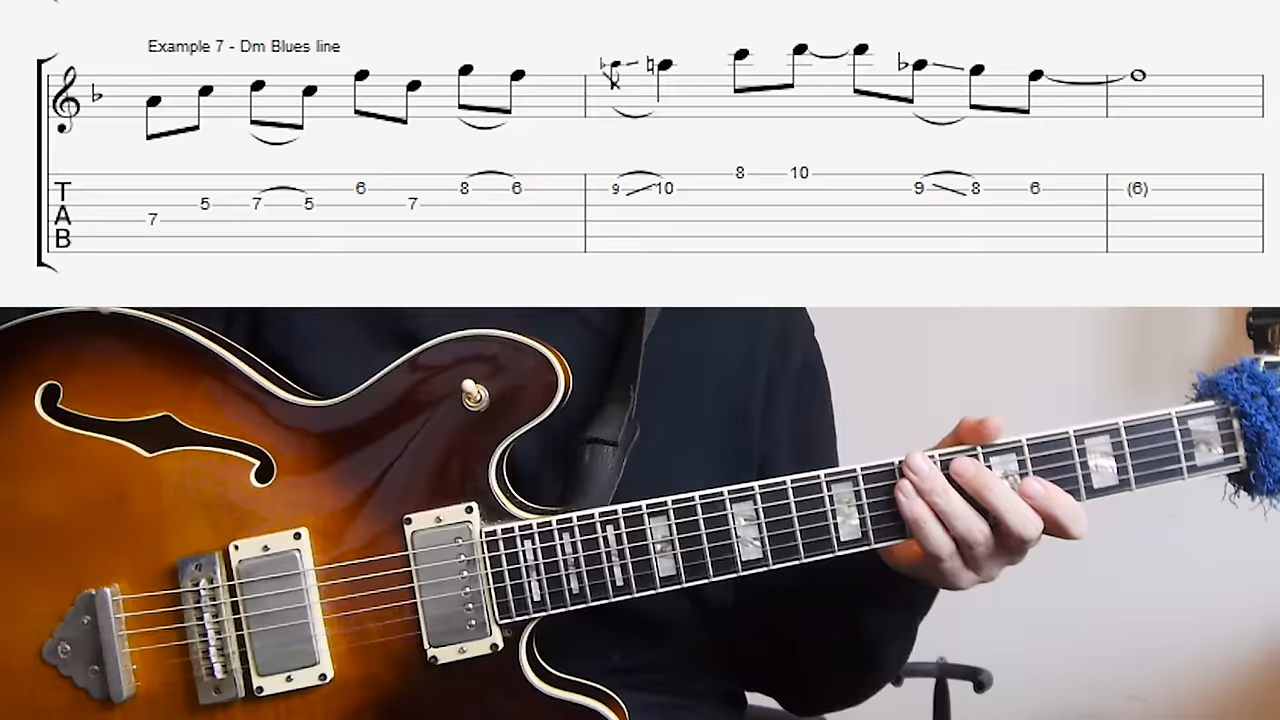 Example 7 - Dm Blues line
8 10
T 6 8 6 9 10 9 8 6 (6)
5 7 5 7
A 7
B